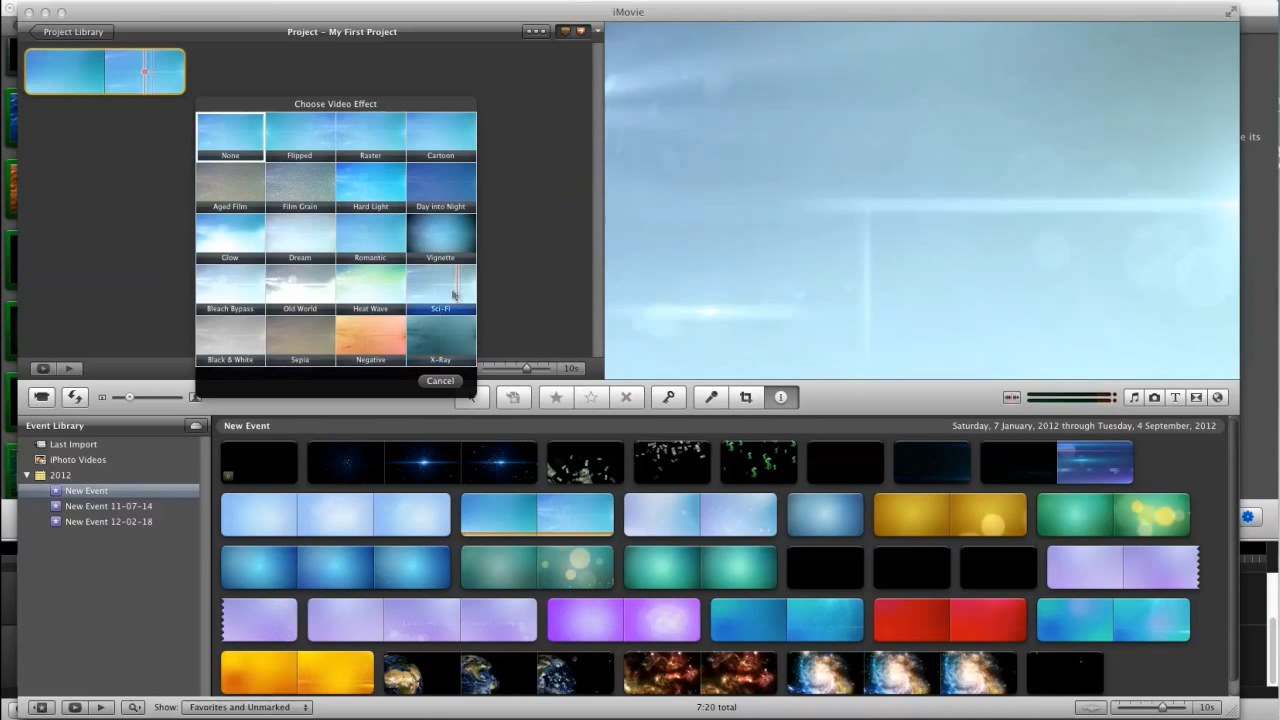 iMovie
Project Library
Project - My First Project
e its
Choose Video Effect
None Flipped Raster Cartoon
Aged Film Film Grain Hard Light Day into Night
Glow Dream Romantic Vignette
Bleach Bypass Old World Heat Wave Sci-Fi
Black & White Sepia Negative X-Ray
10s
Cancel
Event Library
New Event
Saturday, 7 January, 2012 through Tuesday, 4 September, 2012
Last Import
iPhoto Videos
2012
New Event
New Event 11-07-14
New Event 12-02-18
Show: Favorites and Unmarked
7:20 total
10s